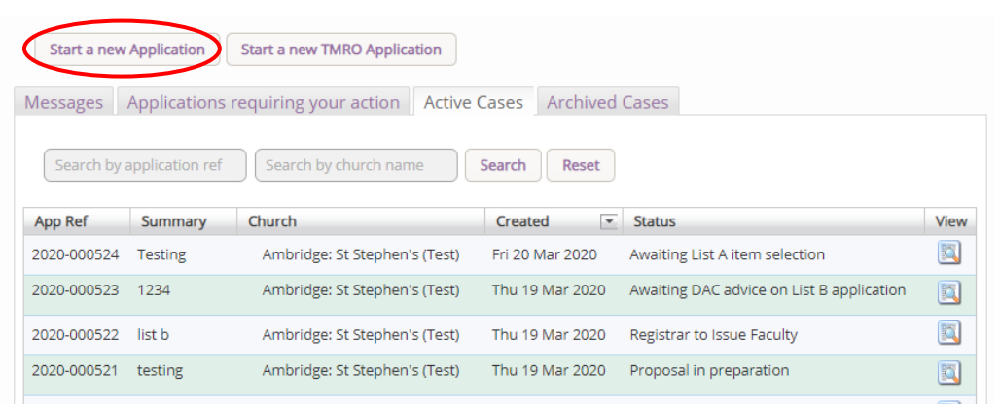 Start a new Application Start a new TMRO Application
Messages Applications requiring your action Active Cases Archived Cases
Search by application ref Search by church name Search Reset
App Ref Summary Church Created Status View
2020-000524 Testing Ambridge: St Stephen's (Test) Fri 20 Mar 2020 Awaiting List A item selection
2020-000523 1234 Ambridge: St Stephen's (Test) Thu 19 Mar 2020 Awaiting DAC advice on List B application
2020-000522 list b Ambridge: St Stephen's (Test) Thu 19 Mar 2020 Registrar to Issue Faculty
2020-000521 testing Ambridge: St Stephen's (Test) Thu 19 Mar 2020 Proposal in preparation